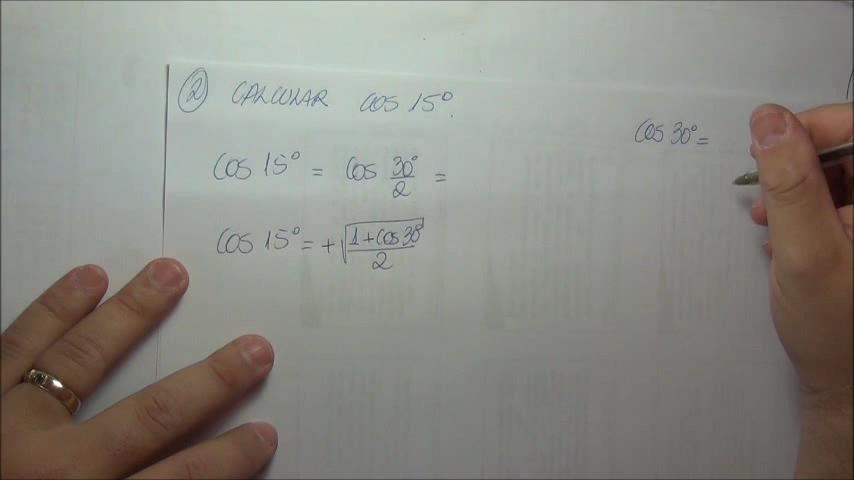 ② CALCULAR cos 15°.
cos 30° =
cos 15° = cos 30°/2 =
cos 15° = + √((1 + cos 30°)/2)